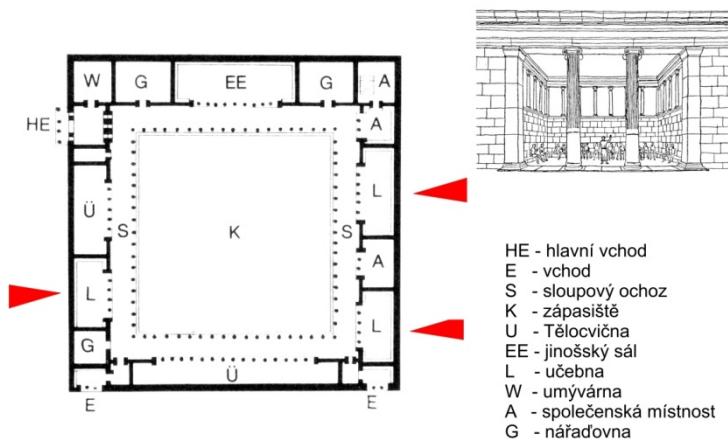 W G EE G A
HE A
Ü L
S K S
A
L
G L
Ü
E E
HE - hlavní vchod
E - vchod
S - sloupový ochoz
K - zápasiště
U - Tělocvična
EE - jinošský sál
L - učebna
W - umývárna
A - společenská místnost
G - nářaďovna